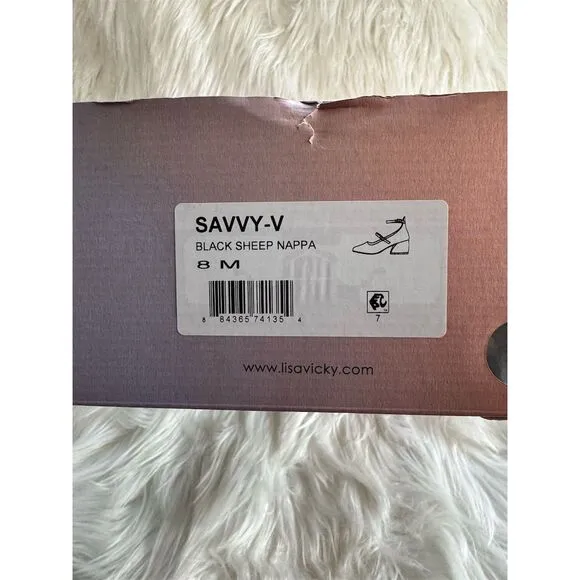 SAVVY-V
BLACK SHEEP NAPPA
8 M
8 84365 74135 4
7
www.lisavicky.com